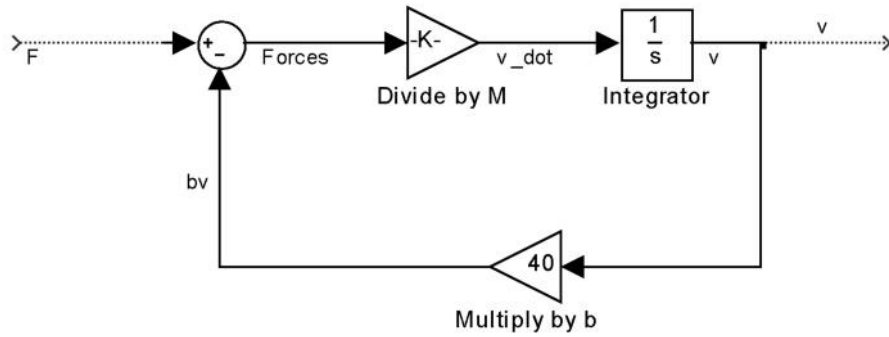 F
+
-
Forces
-K-
Divide by M
v_dot
1
s
Integrator
v
v
bv
40
Multiply by b